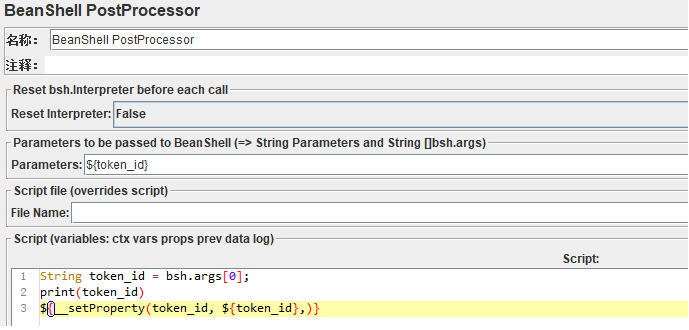 BeanShell PostProcessor
名称： BeanShell PostProcessor
注释：
Reset bsh.Interpreter before each call
Reset Interpreter: False
Parameters to be passed to BeanShell (=> String Parameters and String []bsh.args)
Parameters: ${token_id}
Script file (overrides script)
File Name:
Script (variables: ctx vars props prev data log)
Script:
1 String token_id = bsh.args[0];
2 print(token_id)
3 ${__setProperty(token_id, ${token_id},)}